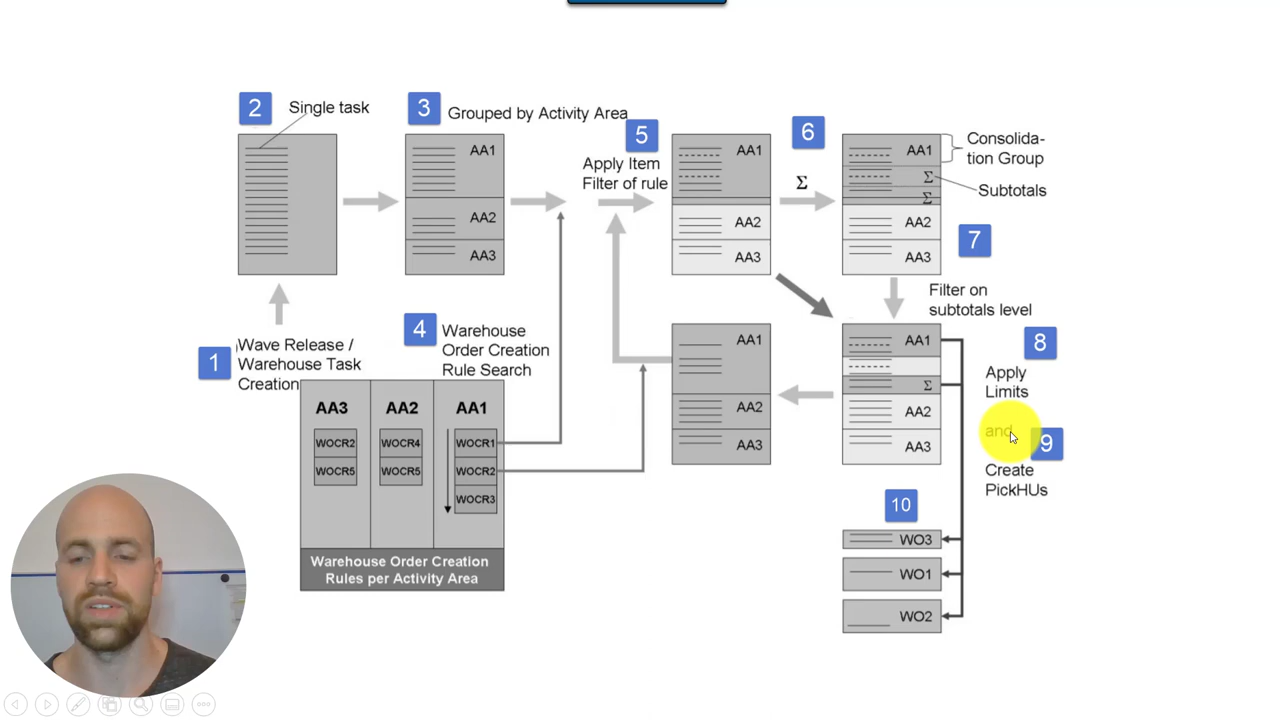 2
Single task
3
Grouped by Activity Area
AA1
AA2
AA3
5
Apply Item
Filter of rule
AA1
AA2
AA3
6
Σ
AA1
Σ
Σ
AA2
AA3
Consolida-
tion Group
Subtotals
7
Filter on
subtotals level
1
Wave Release /
Warehouse Task
Creation
4
Warehouse
Order Creation
Rule Search
AA3
AA2
AA1
WOCR2
WOCR4
WOCR1
WOCR5
WOCR5
WOCR2
WOCR3
Warehouse Order Creation
Rules per Activity Area
AA1
AA2
AA3
AA1
Σ
AA2
AA3
8
Apply
Limits
and
9
Create
PickHUs
10
WO3
WO1
WO2